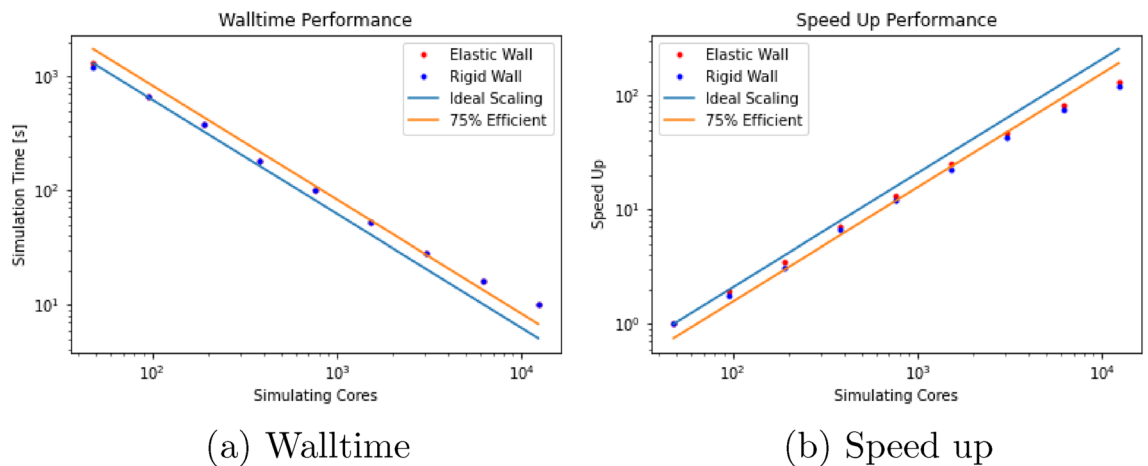 Walltime Performance
Elastic Wall
Rigid Wall
Ideal Scaling
75% Efficient
Simulation Time [s]
10³
10²
10¹
10²
10³
10⁴
Simulating Cores
(a) Walltime
Speed Up Performance
Elastic Wall
Rigid Wall
Ideal Scaling
75% Efficient
Speed Up
10²
10¹
10⁰
10²
10³
10⁴
Simulating Cores
(b) Speed up